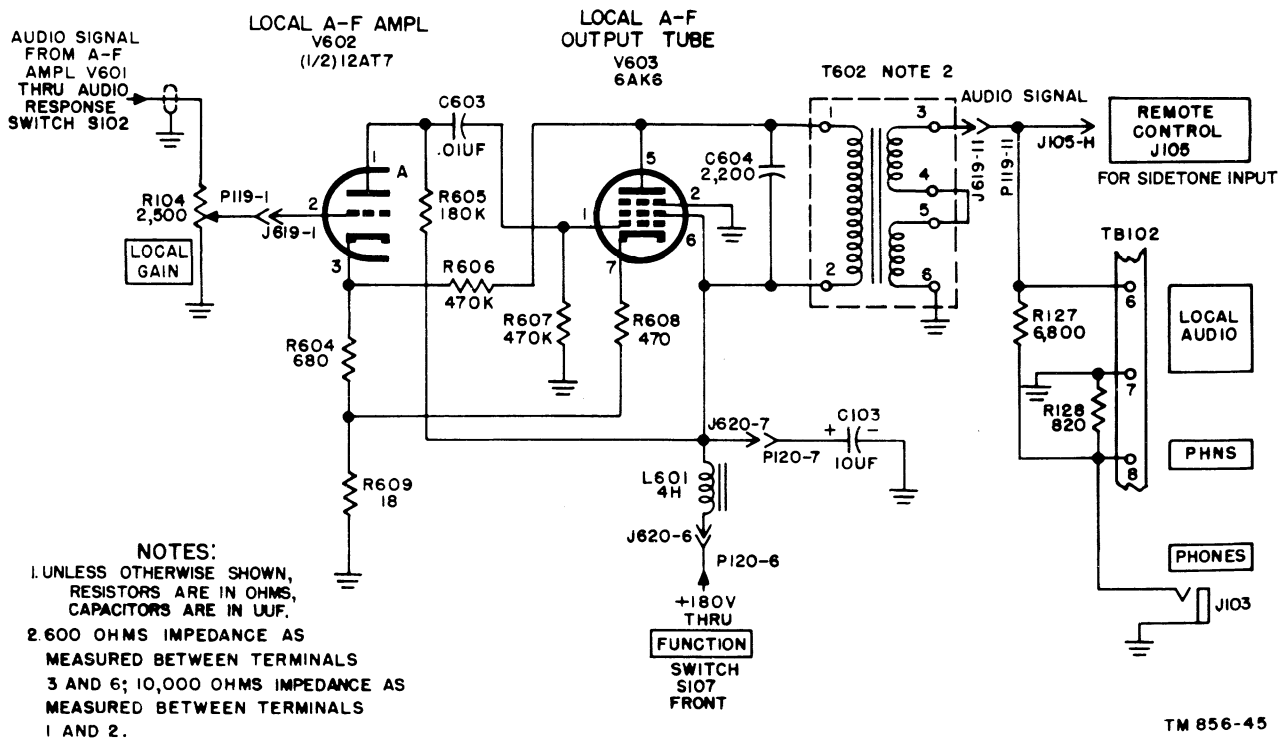 LOCAL A-F AMPL
V602
(1/2) 12AT7
LOCAL A-F
OUTPUT TUBE
V603
6AK6
AUDIO SIGNAL
FROM A-F
AMPL V601
THRU AUDIO
RESPONSE
SWITCH S102
T602 NOTE 2
AUDIO SIGNAL
REMOTE
CONTROL
J105
FOR SIDETONE INPUT
J105-H
J619-11
P119-11
C603
.01UF
C604
2,200
1
A
2
3
R104
2,500
P119-1
J619-1
LOCAL
GAIN
R605
180K
5
2
1
6
7
1
2
3
4
5
6
R606
470K
R607
470K
R608
470
R604
680
R609
18
TB102
6
7
8
R127
6,800
R128
820
LOCAL
AUDIO
PHNS
PHONES
J103
J620-7
P120-7
C103
+ -
10UF
L601
4H
J620-6
P120-6
+180V
THRU
FUNCTION
SWITCH
S107
FRONT
NOTES:
1. UNLESS OTHERWISE SHOWN,
RESISTORS ARE IN OHMS,
CAPACITORS ARE IN UUF.
2. 600 OHMS IMPEDANCE AS
MEASURED BETWEEN TERMINALS
3 AND 6; 10,000 OHMS IMPEDANCE AS
MEASURED BETWEEN TERMINALS
1 AND 2.
TM 856-45